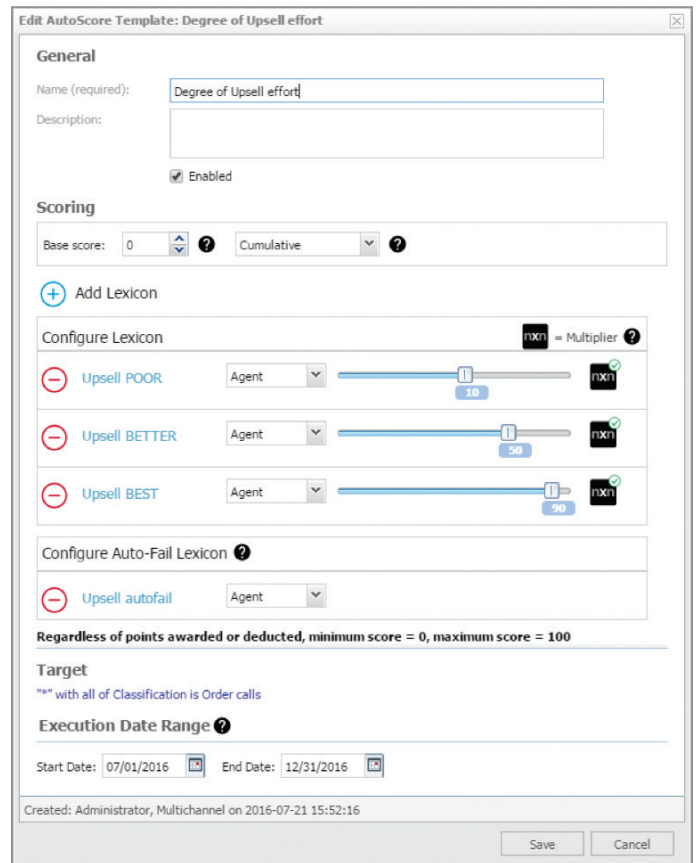 Edit AutoScore Template: Degree of Upsell effort
General
Name (required): Degree of Upsell effort
Description:
Enabled
Scoring
Base score: 0 ? Cumulative ?
Add Lexicon
Configure Lexicon nxn = Multiplier ?
Upsell POOR Agent nxn
10
Upsell BETTER Agent nxn
50
Upsell BEST Agent nxn
90
Configure Auto-Fail Lexicon ?
Upsell autofail Agent
Regardless of points awarded or deducted, minimum score = 0, maximum score = 100
Target
"*" with all of Classification is Order calls
Execution Date Range ?
Start Date: 07/01/2016 End Date: 12/31/2016
Created: Administrator, Multichannel on 2016-07-21 15:52:16
Save Cancel